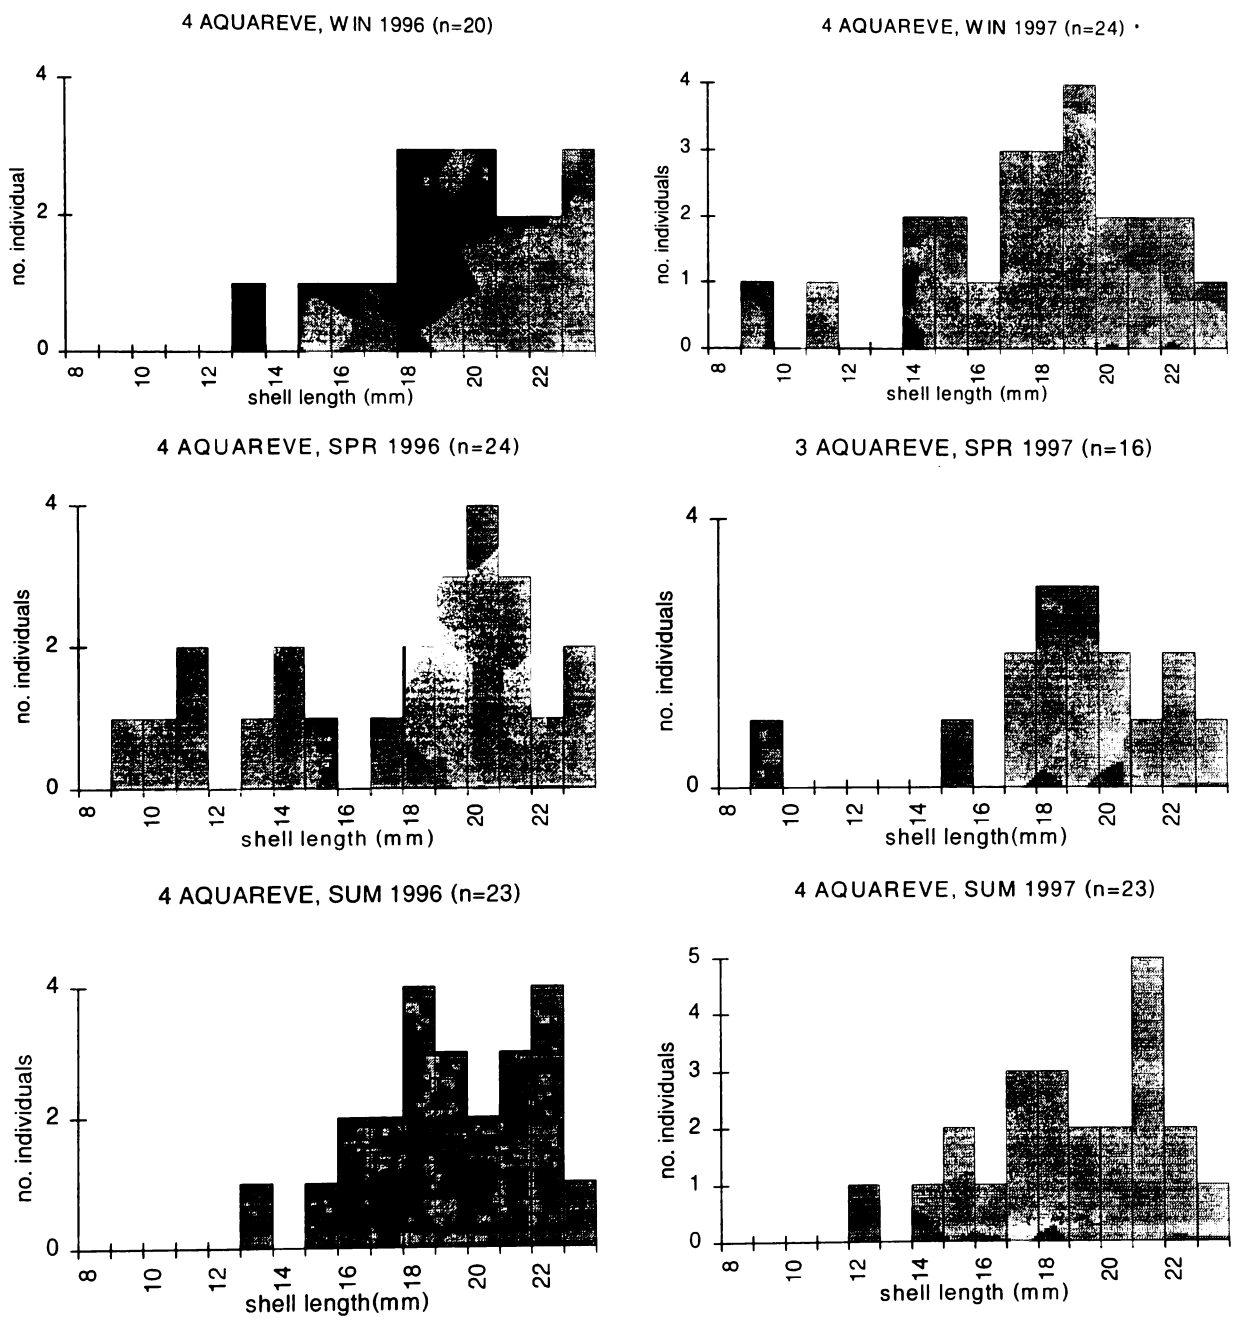 4 AQUAREVE, WIN 1996 (n=20)
4
2
0
no. individual
8 10 12 14 16 18 20 22
shell length (mm)
4 AQUAREVE, WIN 1997 (n=24)
4
3
2
1
0
no. individuals
8 10 12 14 16 18 20 22
shell length (mm)
4 AQUAREVE, SPR 1996 (n=24)
4
2
0
no. individuals
8 10 12 14 16 18 20 22
shell length (mm)
3 AQUAREVE, SPR 1997 (n=16)
4
0
no. individuals
8 10 12 14 16 18 20 22
shell length(mm)
4 AQUAREVE, SUM 1996 (n=23)
4
2
0
no. individuals
8 10 12 14 16 18 20 22
shell length(mm)
4 AQUAREVE, SUM 1997 (n=23)
5
4
3
2
1
0
no. individuals
8 10 12 14 16 18 20 22
shell length(mm)